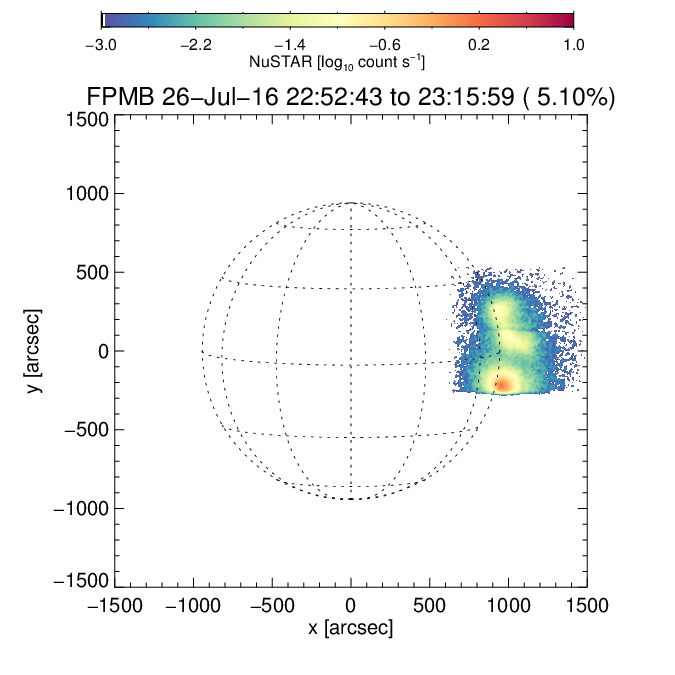 −3.0 −2.2 −1.4 −0.6 0.2 1.0
NuSTAR [log₁₀ count s⁻¹]
FPMB 26−Jul−16 22:52:43 to 23:15:59 ( 5.10%)
1500
1000
500
0
−500
−1000
−1500
y [arcsec]
−1500 −1000 −500 0 500 1000 1500
x [arcsec]